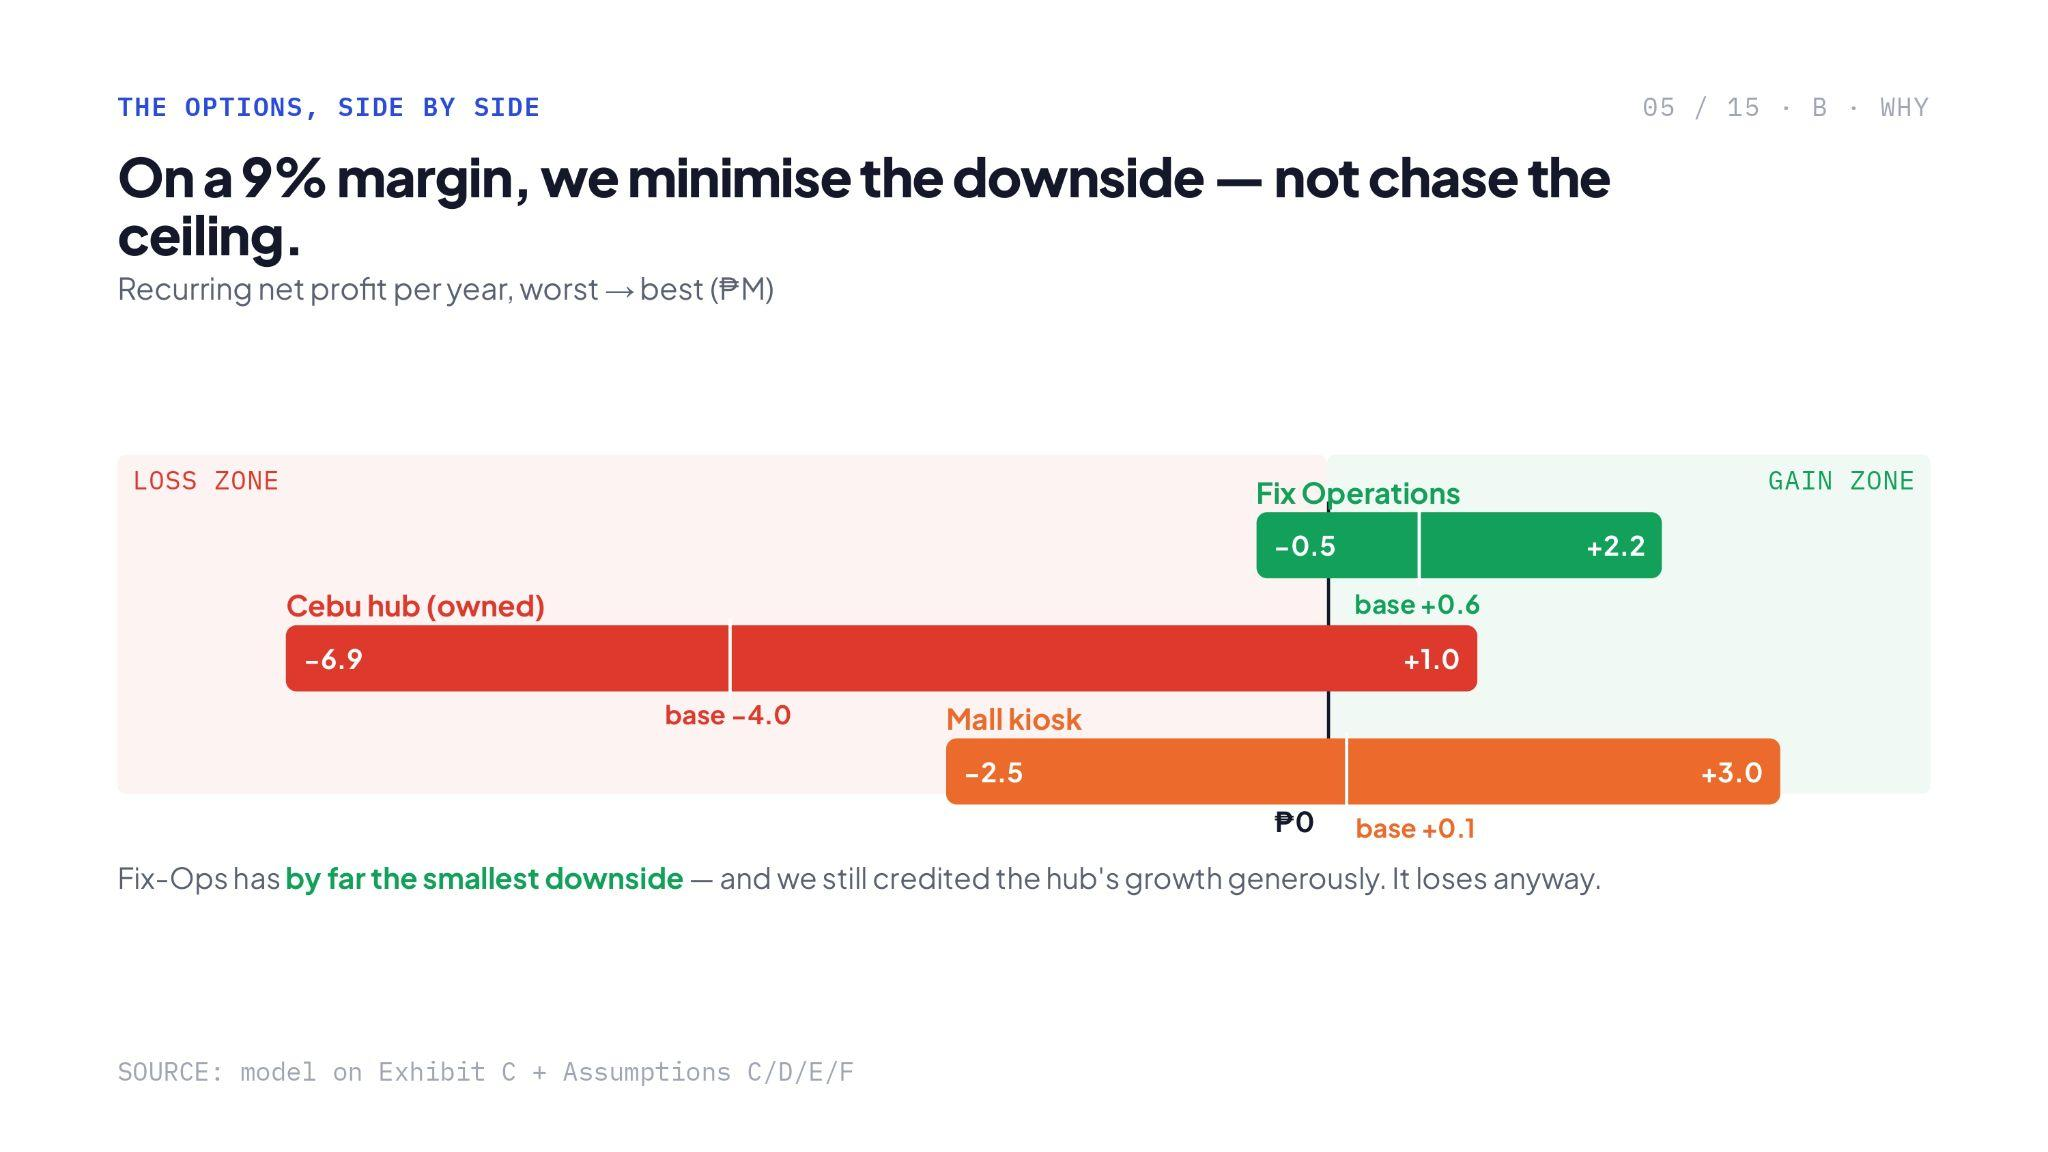 THE OPTIONS, SIDE BY SIDE
05 / 15 · B · WHY
On a 9% margin, we minimise the downside — not chase the
ceiling.
Recurring net profit per year, worst → best (₱M)
LOSS ZONE
GAIN ZONE
Fix Operations
−0.5
+2.2
base +0.6
Cebu hub (owned)
−6.9
+1.0
base −4.0
Mall kiosk
−2.5
+3.0
₱0
base +0.1
Fix-Ops has by far the smallest downside — and we still credited the hub's growth generously. It loses anyway.
SOURCE: model on Exhibit C + Assumptions C/D/E/F